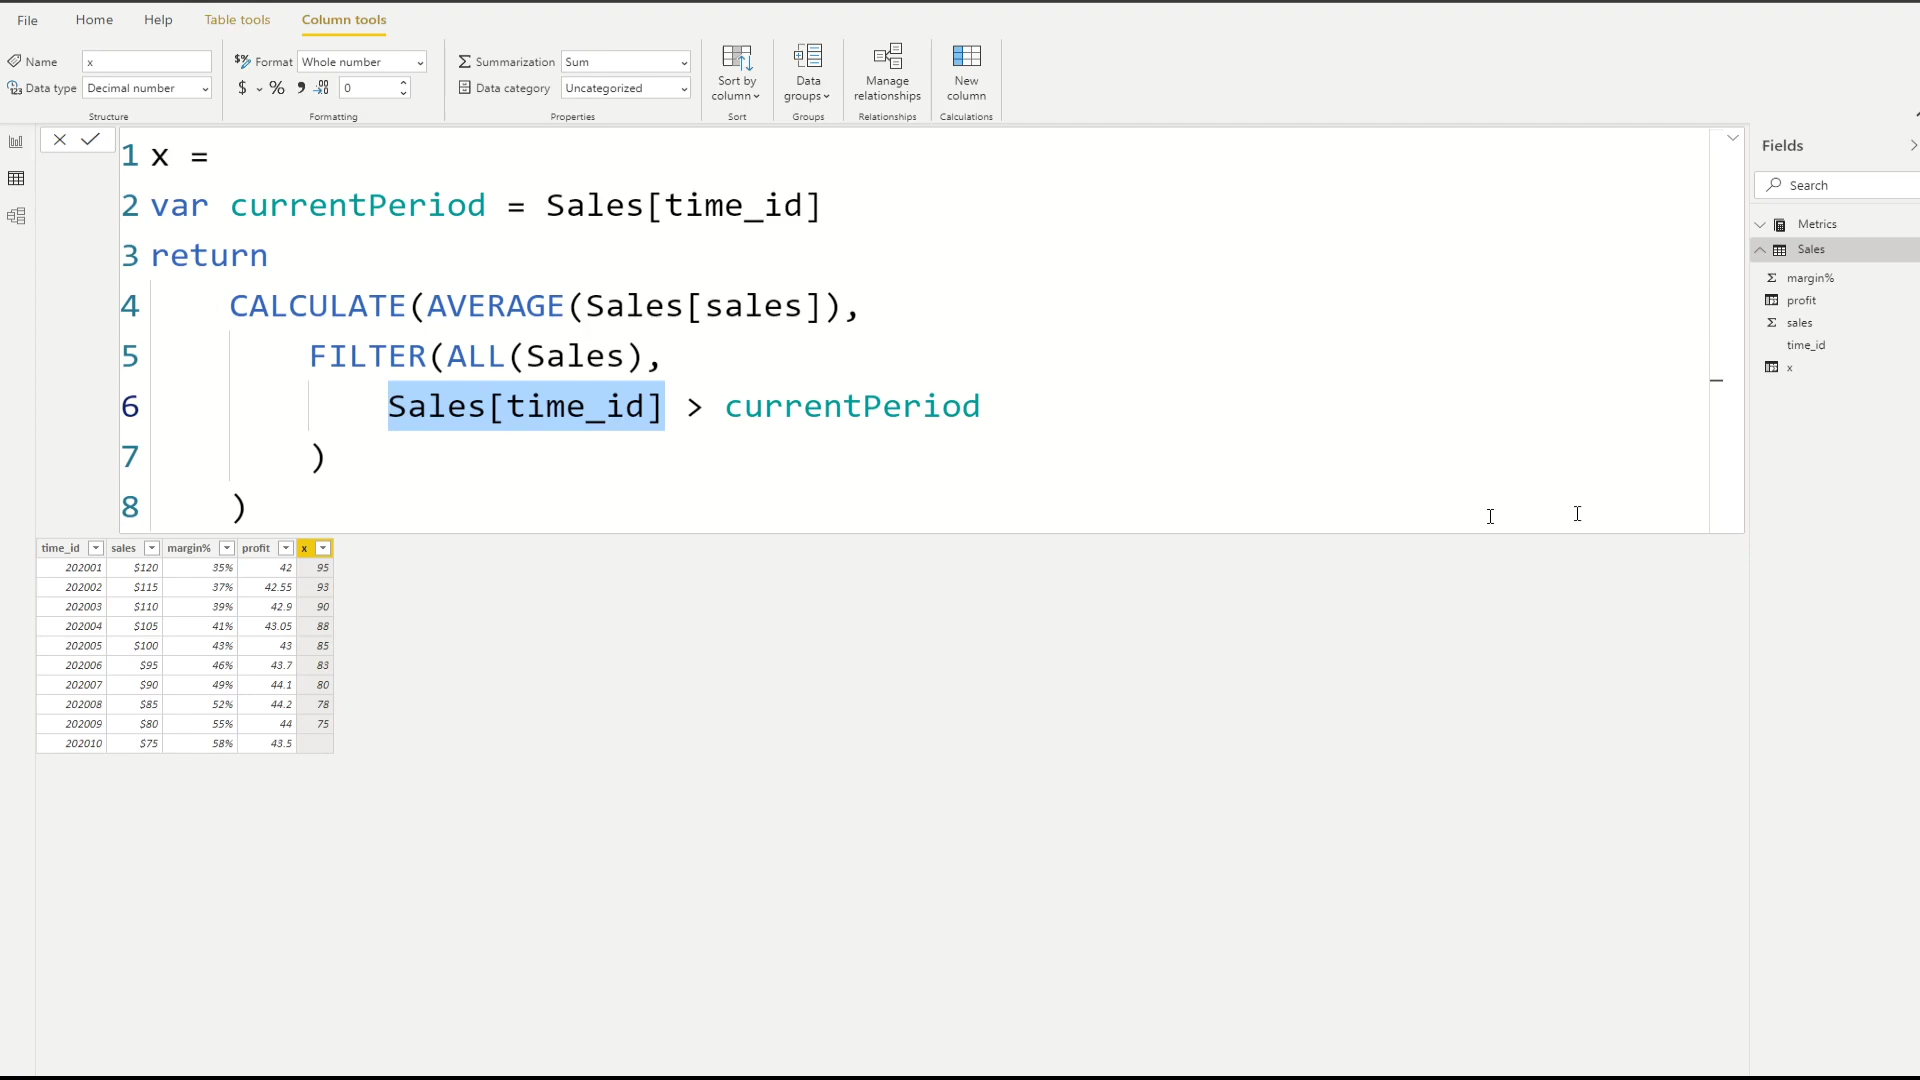 File Home Help Table tools Column tools
Name x $% Format Whole number Summarization Sum
Data type Decimal number $ % 0 Data category Uncategorized
Sort by column Data groups Manage relationships New column
Structure Formatting Properties Sort Groups Relationships Calculations
1 x =
2 var currentPeriod = Sales[time_id]
3 return
4 CALCULATE(AVERAGE(Sales[sales]),
5 FILTER(ALL(Sales),
6 Sales[time_id] > currentPeriod
7 )
8 )
time_id sales margin% profit x
202001 $120 35% 42 95
202002 $115 37% 42.55 93
202003 $110 39% 42.9 90
202004 $105 41% 43.05 88
202005 $100 43% 43 85
202006 $95 46% 43.7 83
202007 $90 49% 44.1 80
202008 $85 52% 44.2 78
202009 $80 55% 44 75
202010 $75 58% 43.5
Fields
Search
Metrics
Sales
margin%
profit
sales
time_id
x